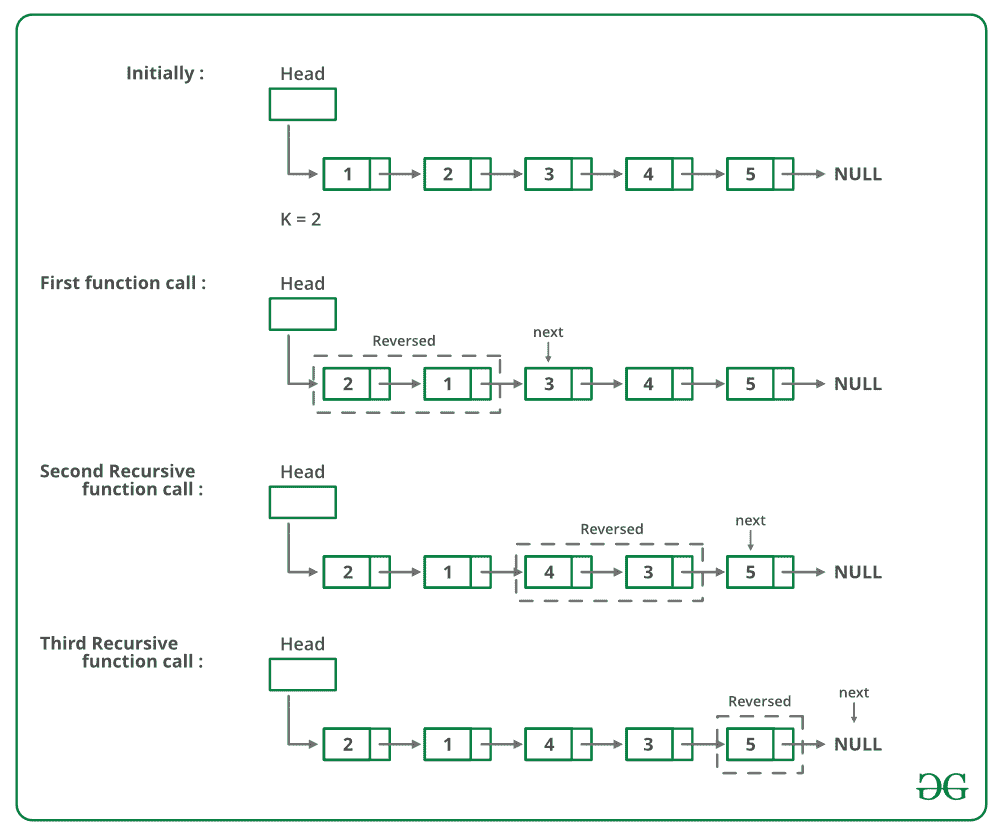 Initially :
Head
1 2 3 4 5 NULL
K = 2
First function call :
Head
Reversed
next
2 1 3 4 5 NULL
Second Recursive
function call :
Head
Reversed
next
2 1 4 3 5 NULL
Third Recursive
function call :
Head
Reversed
next
2 1 4 3 5 NULL